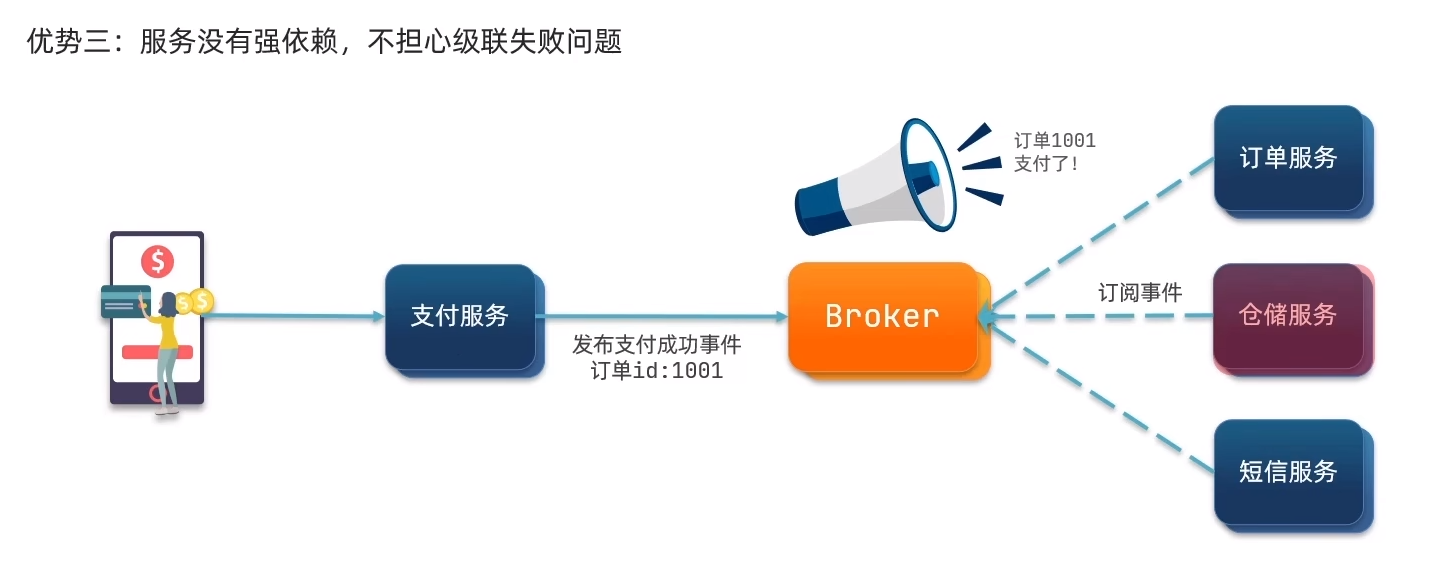 优势三：服务没有强依赖，不担心级联失败问题
订单1001
支付了！
订单服务
$
$
$
支付服务
Broker
订阅事件
仓储服务
发布支付成功事件
订单id:1001
短信服务